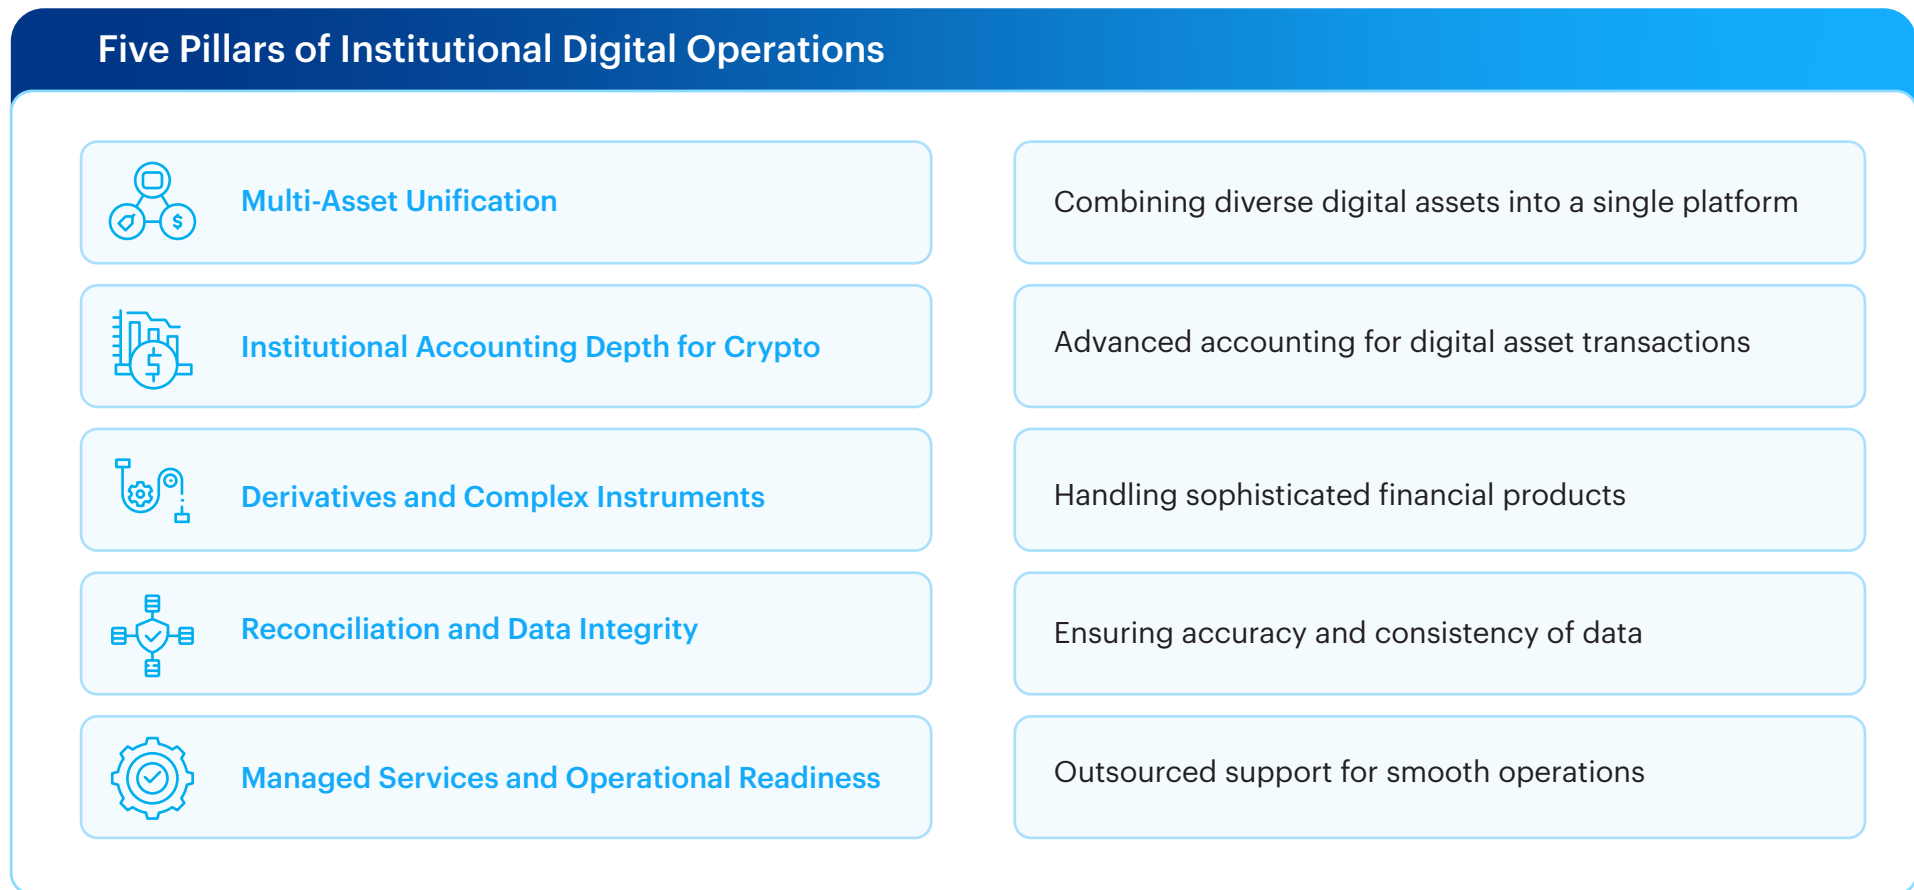 Five Pillars of Institutional Digital Operations
Multi-Asset Unification
Combining diverse digital assets into a single platform
Institutional Accounting Depth for Crypto
Advanced accounting for digital asset transactions
Derivatives and Complex Instruments
Handling sophisticated financial products
Reconciliation and Data Integrity
Ensuring accuracy and consistency of data
Managed Services and Operational Readiness
Outsourced support for smooth operations